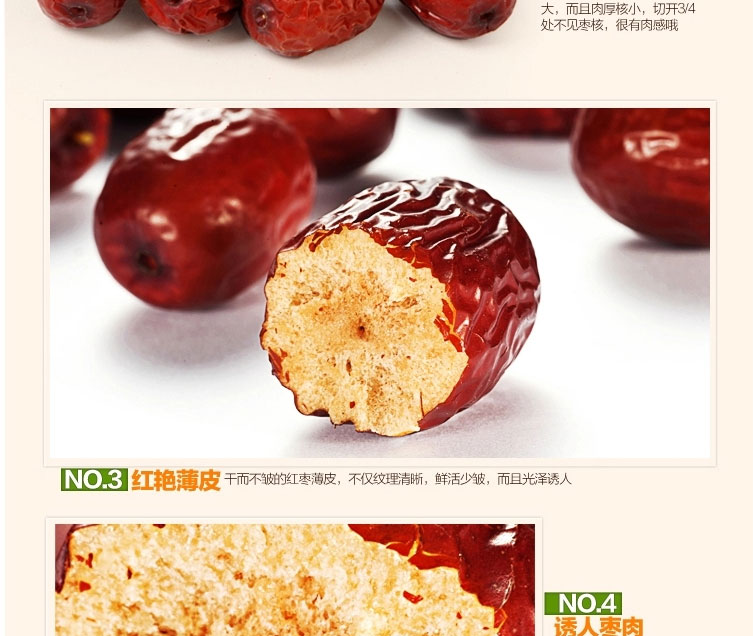 大，而且肉厚核小，切开3/4
处不见枣核，很有肉感哦
NO.3 红艳薄皮 干而不皱的红枣薄皮，不仅纹理清晰，鲜活少皱，而且光泽诱人
NO.4
诱人枣肉